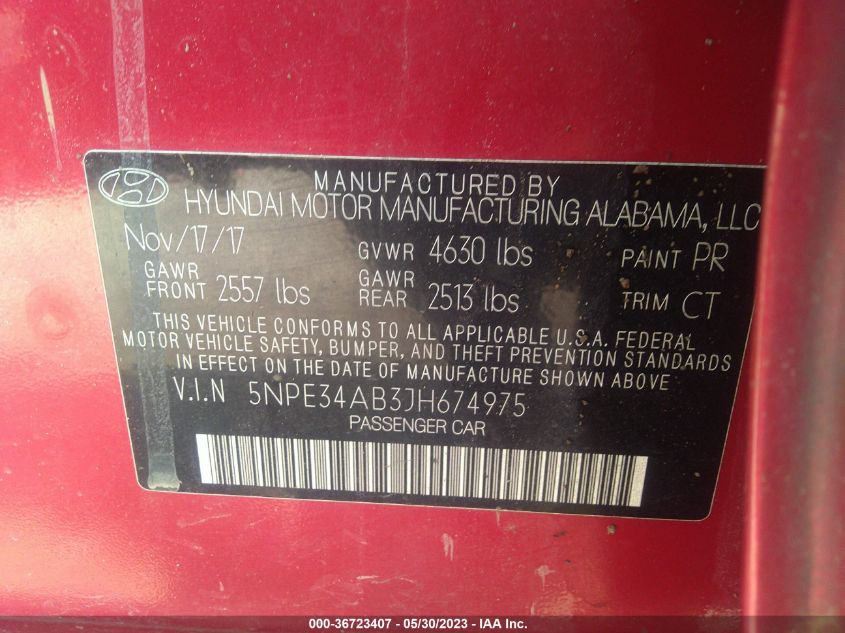 MANUFACTURED BY
HYUNDAI MOTOR MANUFACTURING ALABAMA, LLC
Nov/17/17 GVWR 4630 lbs PAINT PR
GAWR FRONT 2557 lbs GAWR REAR 2513 lbs TRIM CT
THIS VEHICLE CONFORMS TO ALL APPLICABLE U.S.A. FEDERAL
MOTOR VEHICLE SAFETY, BUMPER, AND THEFT PREVENTION STANDARDS
IN EFFECT ON THE DATE OF MANUFACTURE SHOWN ABOVE.
V.I.N 5NPE34AB3JH674975
PASSENGER CAR
000-36723407 - 05/30/2023 - IAA Inc.